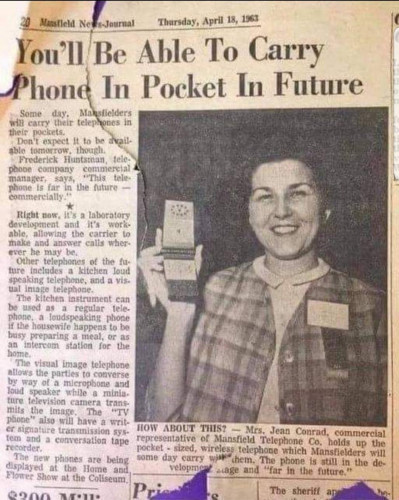 20 Mansfield News-Journal Thursday, April 18, 1963
You'll Be Able To Carry
Phone In Pocket In Future
Some day, Mansfielders
will carry their telephones in
their pockets.
Don't expect it to be avail-
able tomorrow, though.
Frederick Huntsman, tele-
phone company commercial
manager, says, "This tele-
phone is far in the future —
commercially."
★
Right now, it's a laboratory
development and it's work-
able, allowing the carrier to
make and answer calls wher-
ever he may be.
Other telephones of the fu-
ture includes a kitchen loud
speaking telephone, and a vis-
ual image telephone.
The kitchen instrument can
be used as a regular tele-
phone, a loudspeaking phone
if the housewife happens to be
busy preparing a meal, or as
an intercom station for the
home.
The visual image telephone
allows the parties to converse
by way of a microphone and
loud speaker while a minia-
ture television camera trans-
mits the image. The "TV
phone" also will have a writ-
er signature transmission sys-
tem and a conversation tape
recorder.
The new phones are being
displayed at the Home and
Flower Show at the Coliseum.
HOW ABOUT THIS? — Mrs. Jean Conrad, commercial
representative of Mansfield Telephone Co. holds up the
pocket - sized, wireless telephone which Mansfielders will
some day carry with them. The phone is still in the de-
velopment and "far in the future."
$200
The sheriff